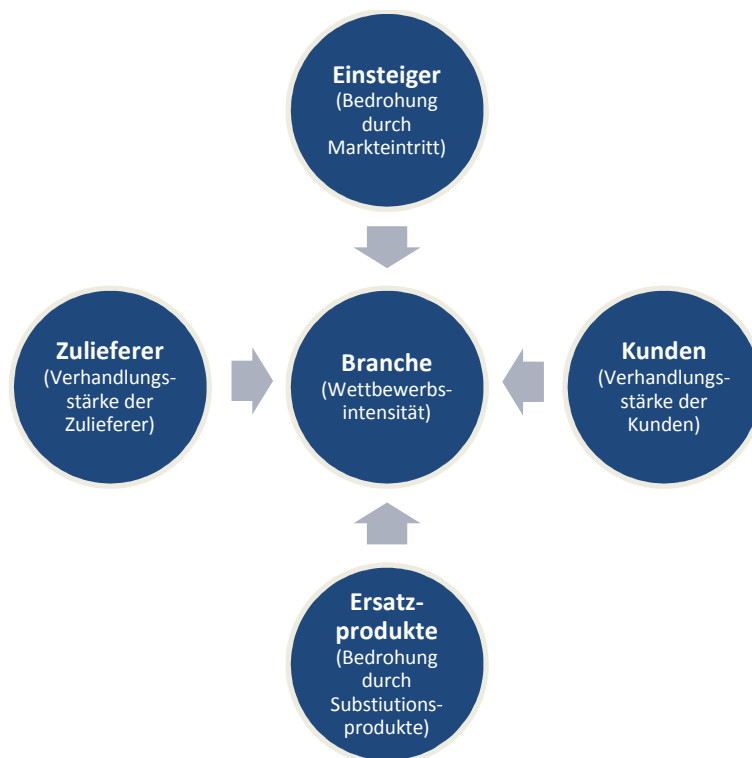 Einsteiger
(Bedrohung
durch
Markteintritt)
Zulieferer
(Verhandlungs-
stärke der
Zulieferer)
Branche
(Wettbewerbs-
intensität)
Kunden
(Verhandlungs-
stärke der
Kunden)
Ersatz-
produkte
(Bedrohung
durch
Substiutions-
produkte)